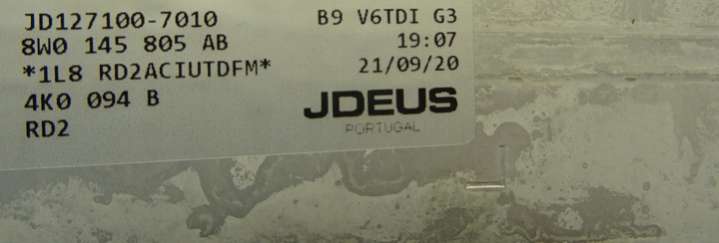 JD127100-7010 B9 V6TDI G3
8W0 145 805 AB 19:07
*1L8 RD2ACIUTDFM* 21/09/20
4K0 094 B JDEUS
PORTUGAL
RD2